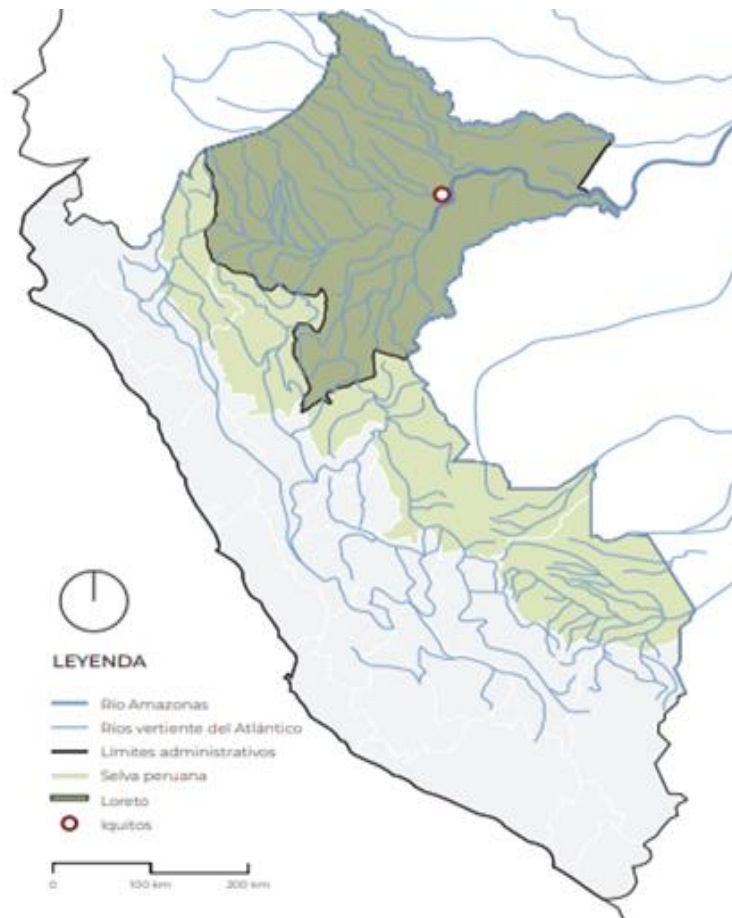 LEYENDA
Río Amazonas
Ríos vertiente del Atlántico
Límites administrativos
Selva peruana
Loreto
Iquitos
0 100 km 200 km